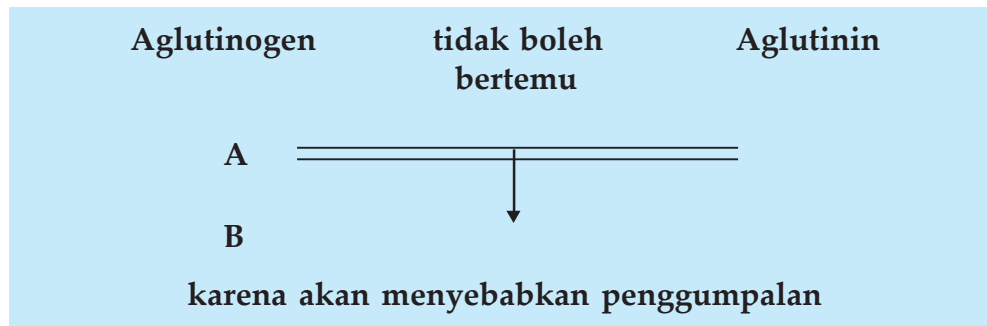 Aglutinogen tidak boleh bertemu Aglutinin
A
B
karena akan menyebabkan penggumpalan